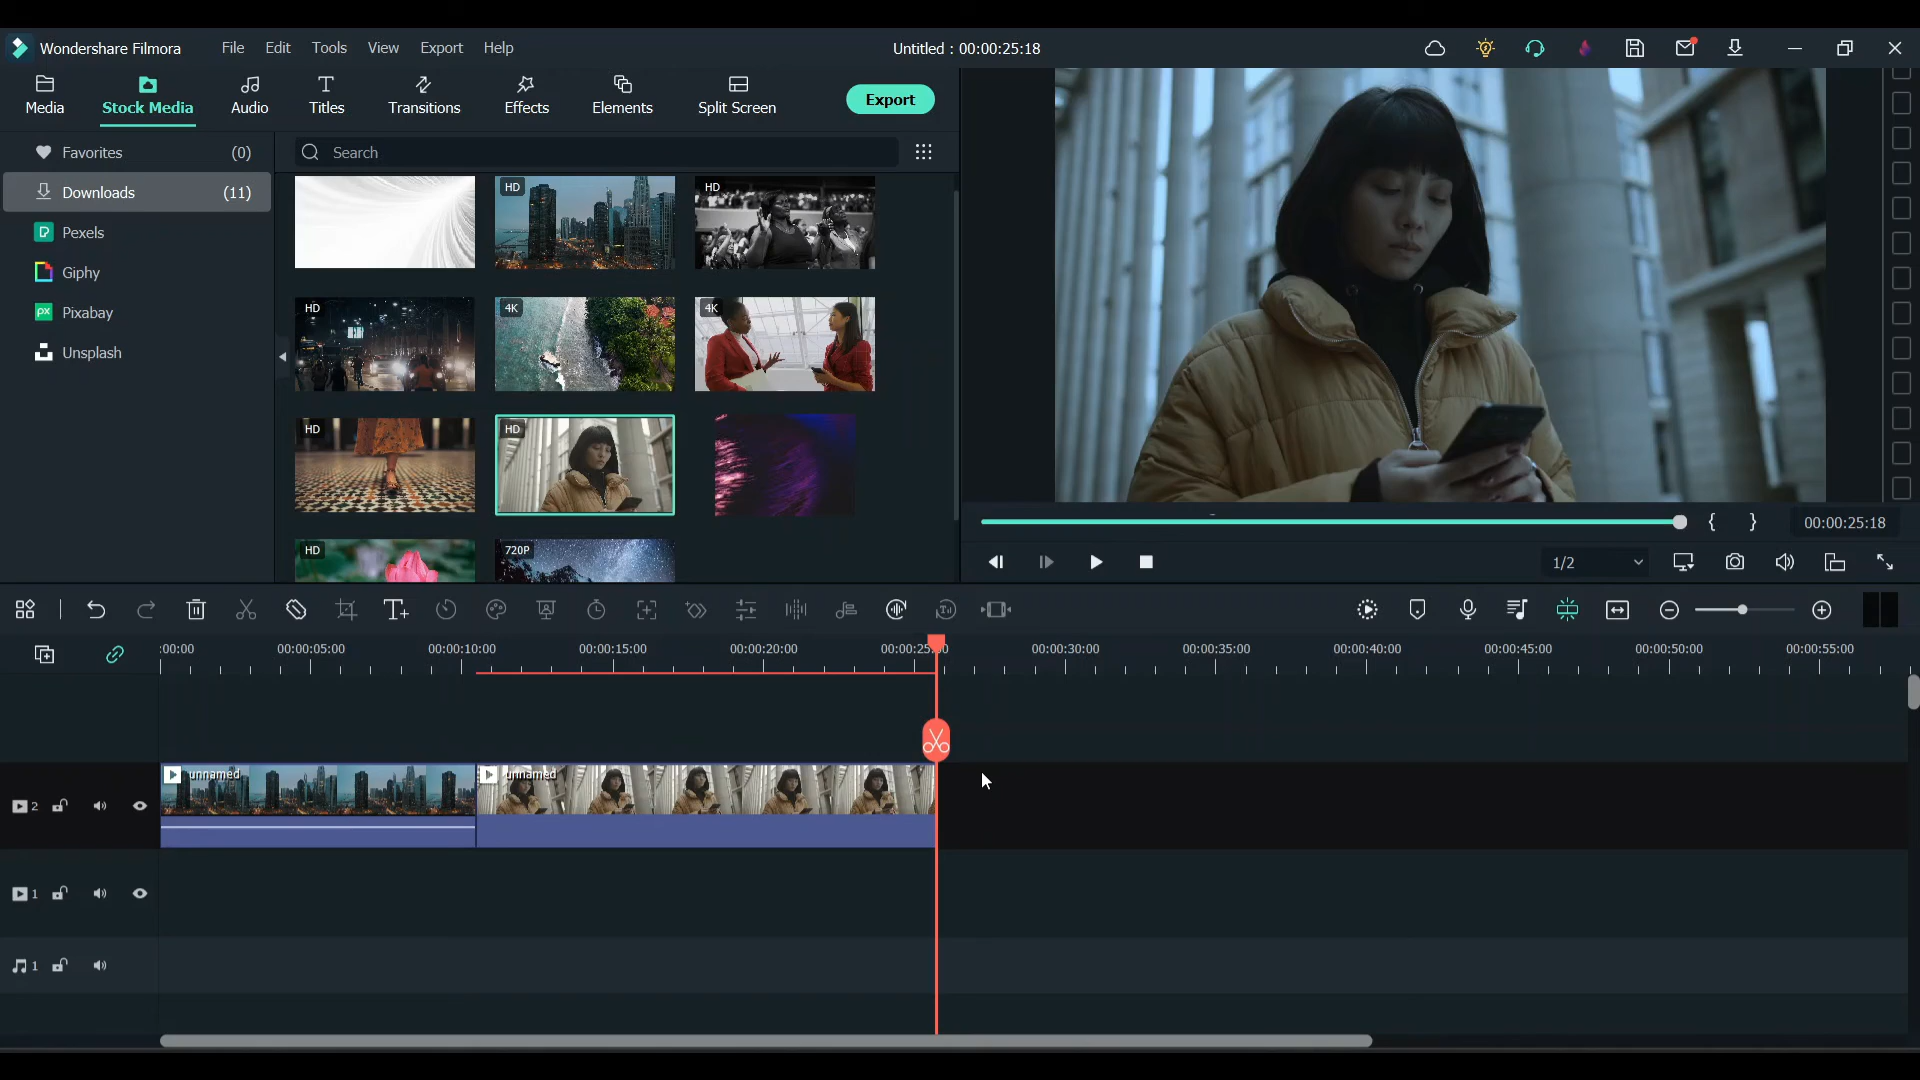 Wondershare Filmora File Edit Tools View Export Help Untitled : 00:00:25:18
Media Stock Media Audio Titles Transitions Effects Elements Split Screen Export
Favorites (0) Search
Downloads (11)
HD HD
Pexels
Giphy
Pixabay
HD 4K 4K
Unsplash
HD HD
00:00:25:18
HD 720P
1/2
:00:00 00:00:05:00 00:00:10:00 00:00:15:00 00:00:20:00 00:00:30:00 00:00:35:00 00:00:40:00 00:00:45:00 00:00:50:00 00:00:55:00
unnamed unnamed
2
1
1